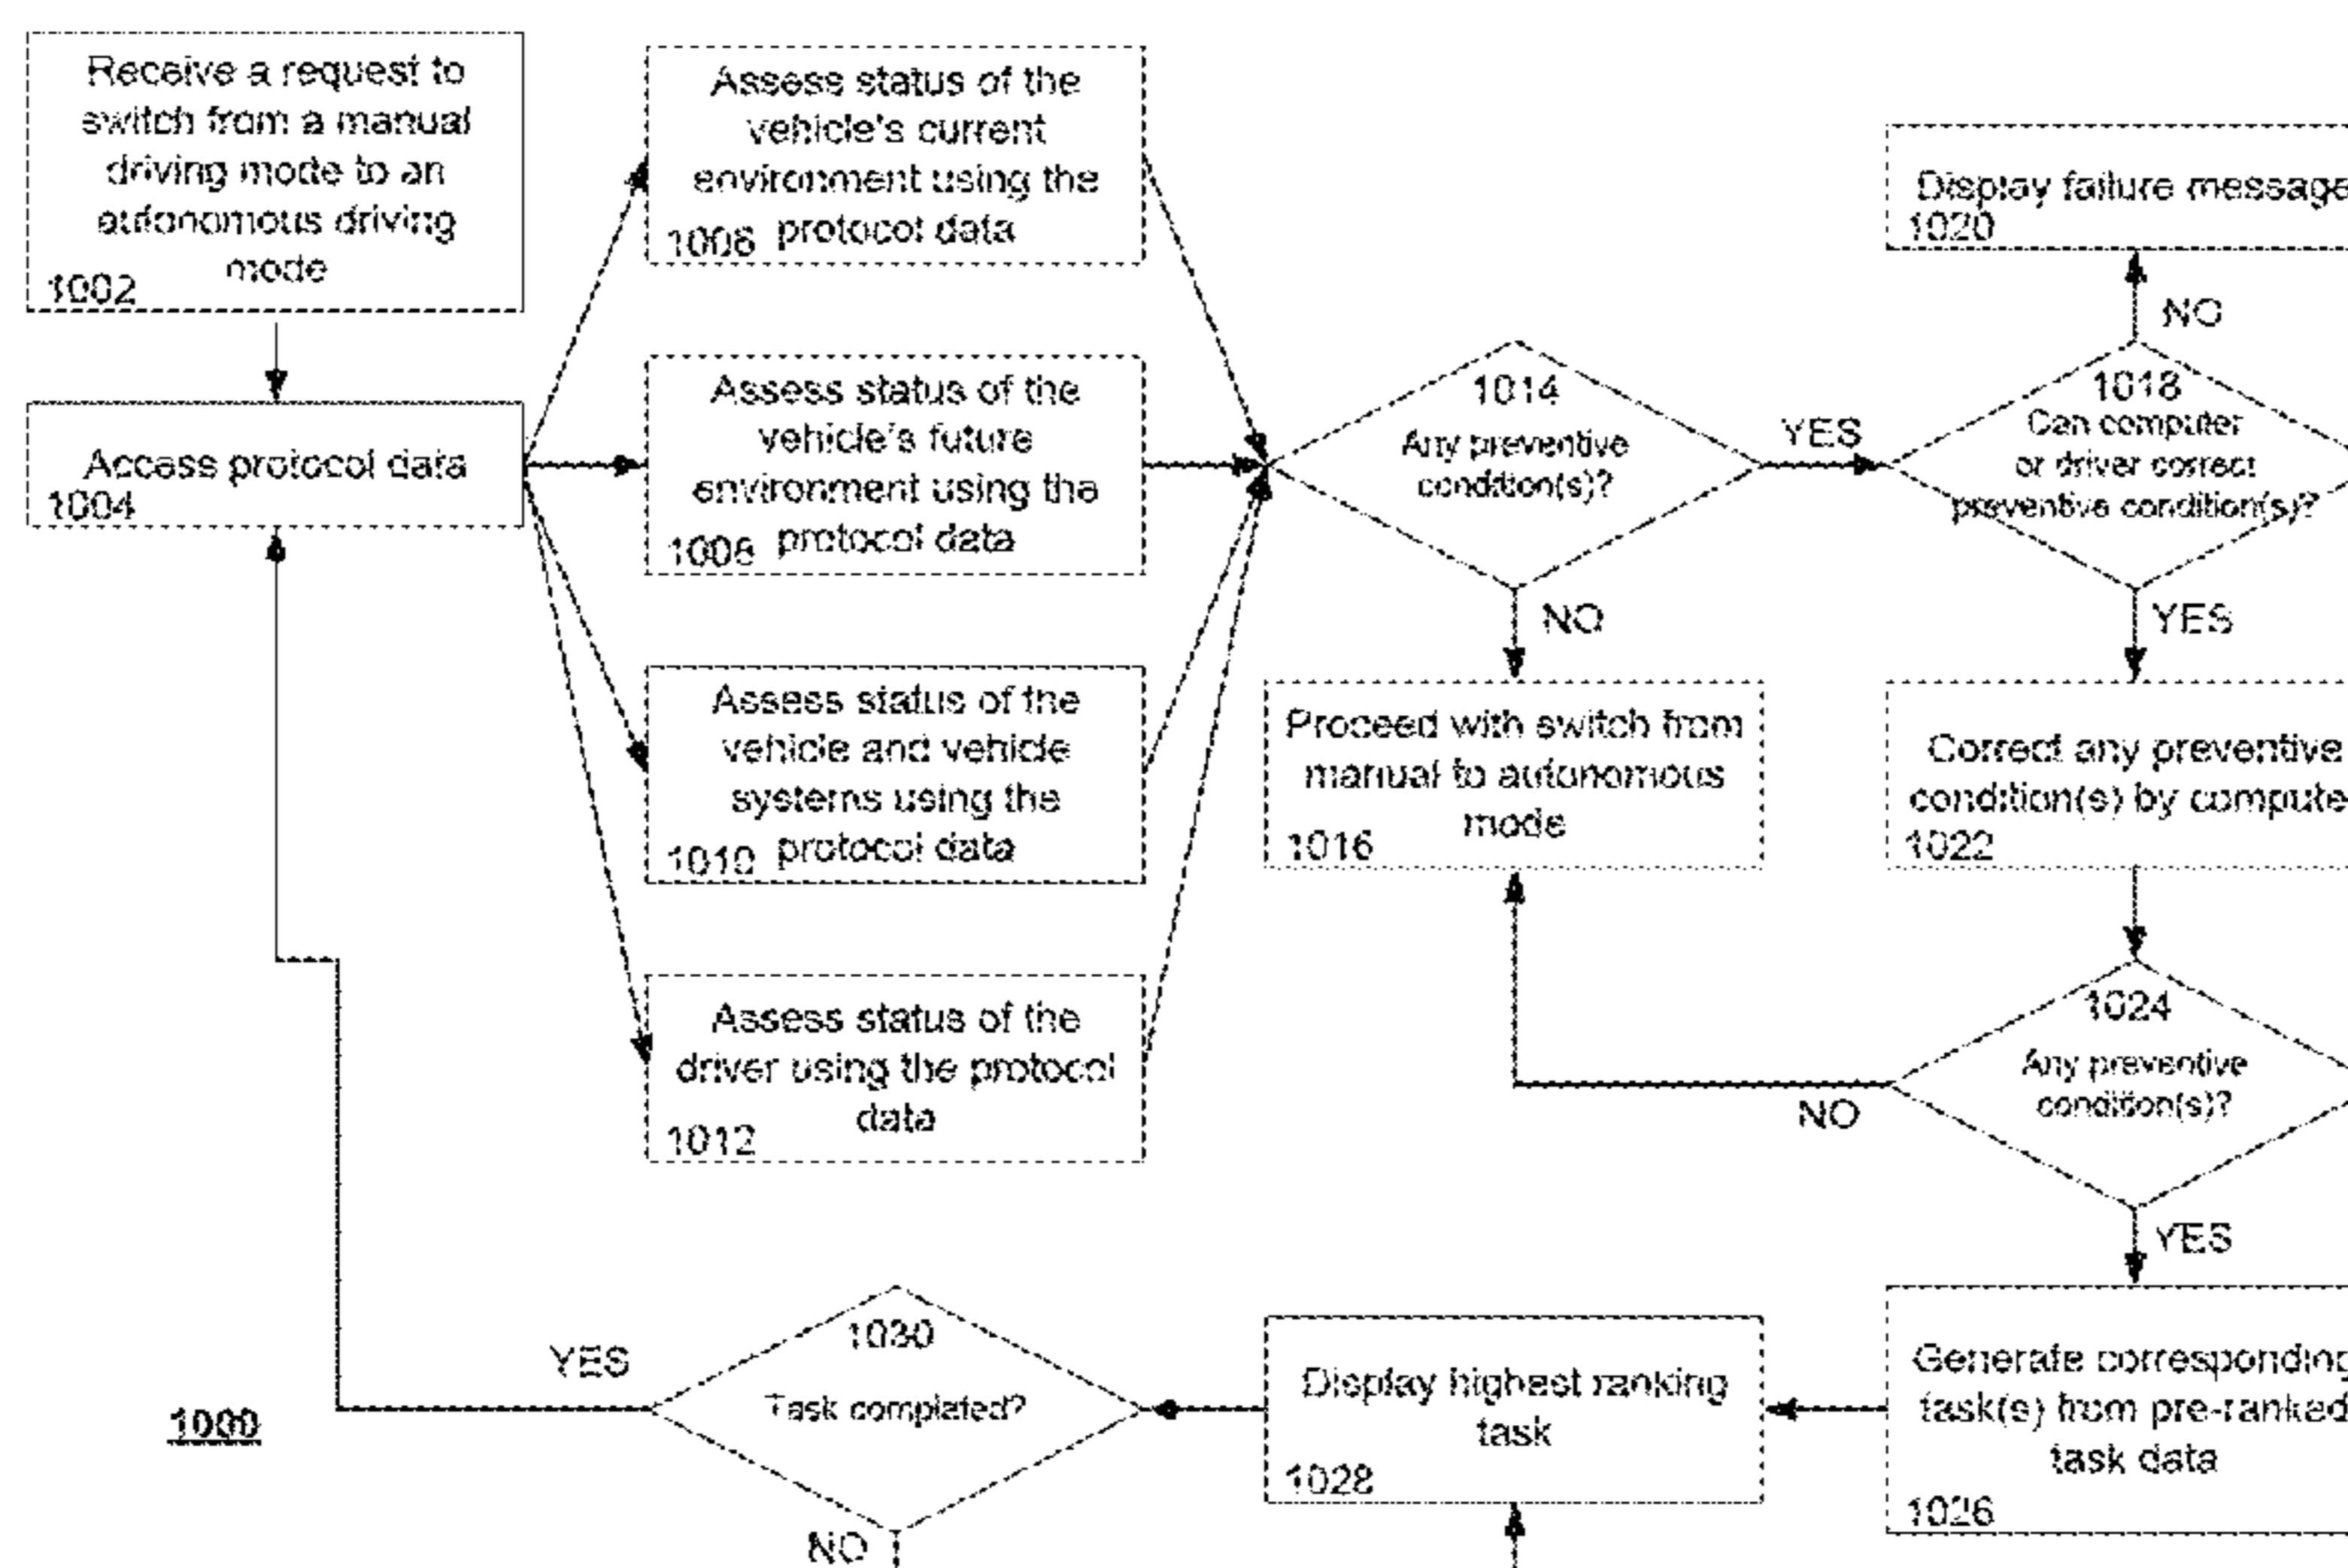 Receive a request to
switch from a manual
driving mode to an
autonomous driving
mode
1002
Access protocol data
1004
Assess status of the
vehicle's current
environment using the
protocol data
1006
Assess status of the
vehicle's future
environment using the
protocol data
1008
Assess status of the
vehicle and vehicle
systems using the
protocol data
1010
Assess status of the
driver using the protocol
data
1012
1014
Any preventive
condition(s)?
YES
NO
Proceed with switch from
manual to autonomous
mode
1016
Display failure message
1020
NO
1018
Can computer
or driver correct
preventive condition(s)?
YES
Correct any preventive
condition(s) by compute
1022
1024
Any preventive
condition(s)?
NO
YES
Generate corresponding
task(s) from pre-ranked
task data
1026
Display highest ranking
task
1028
1030
Task completed?
YES
NO
1000